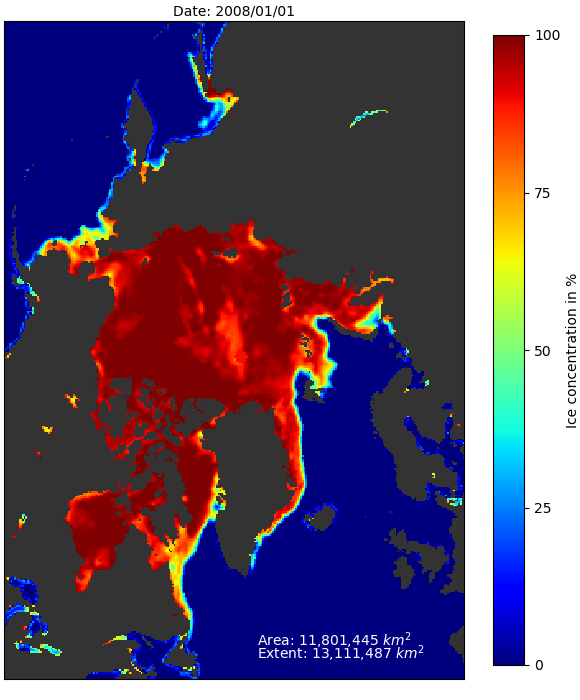 Date: 2008/01/01
100
75
50
25
0
Ice concentration in %
Area: 11,801,445 km²
Extent: 13,111,487 km²